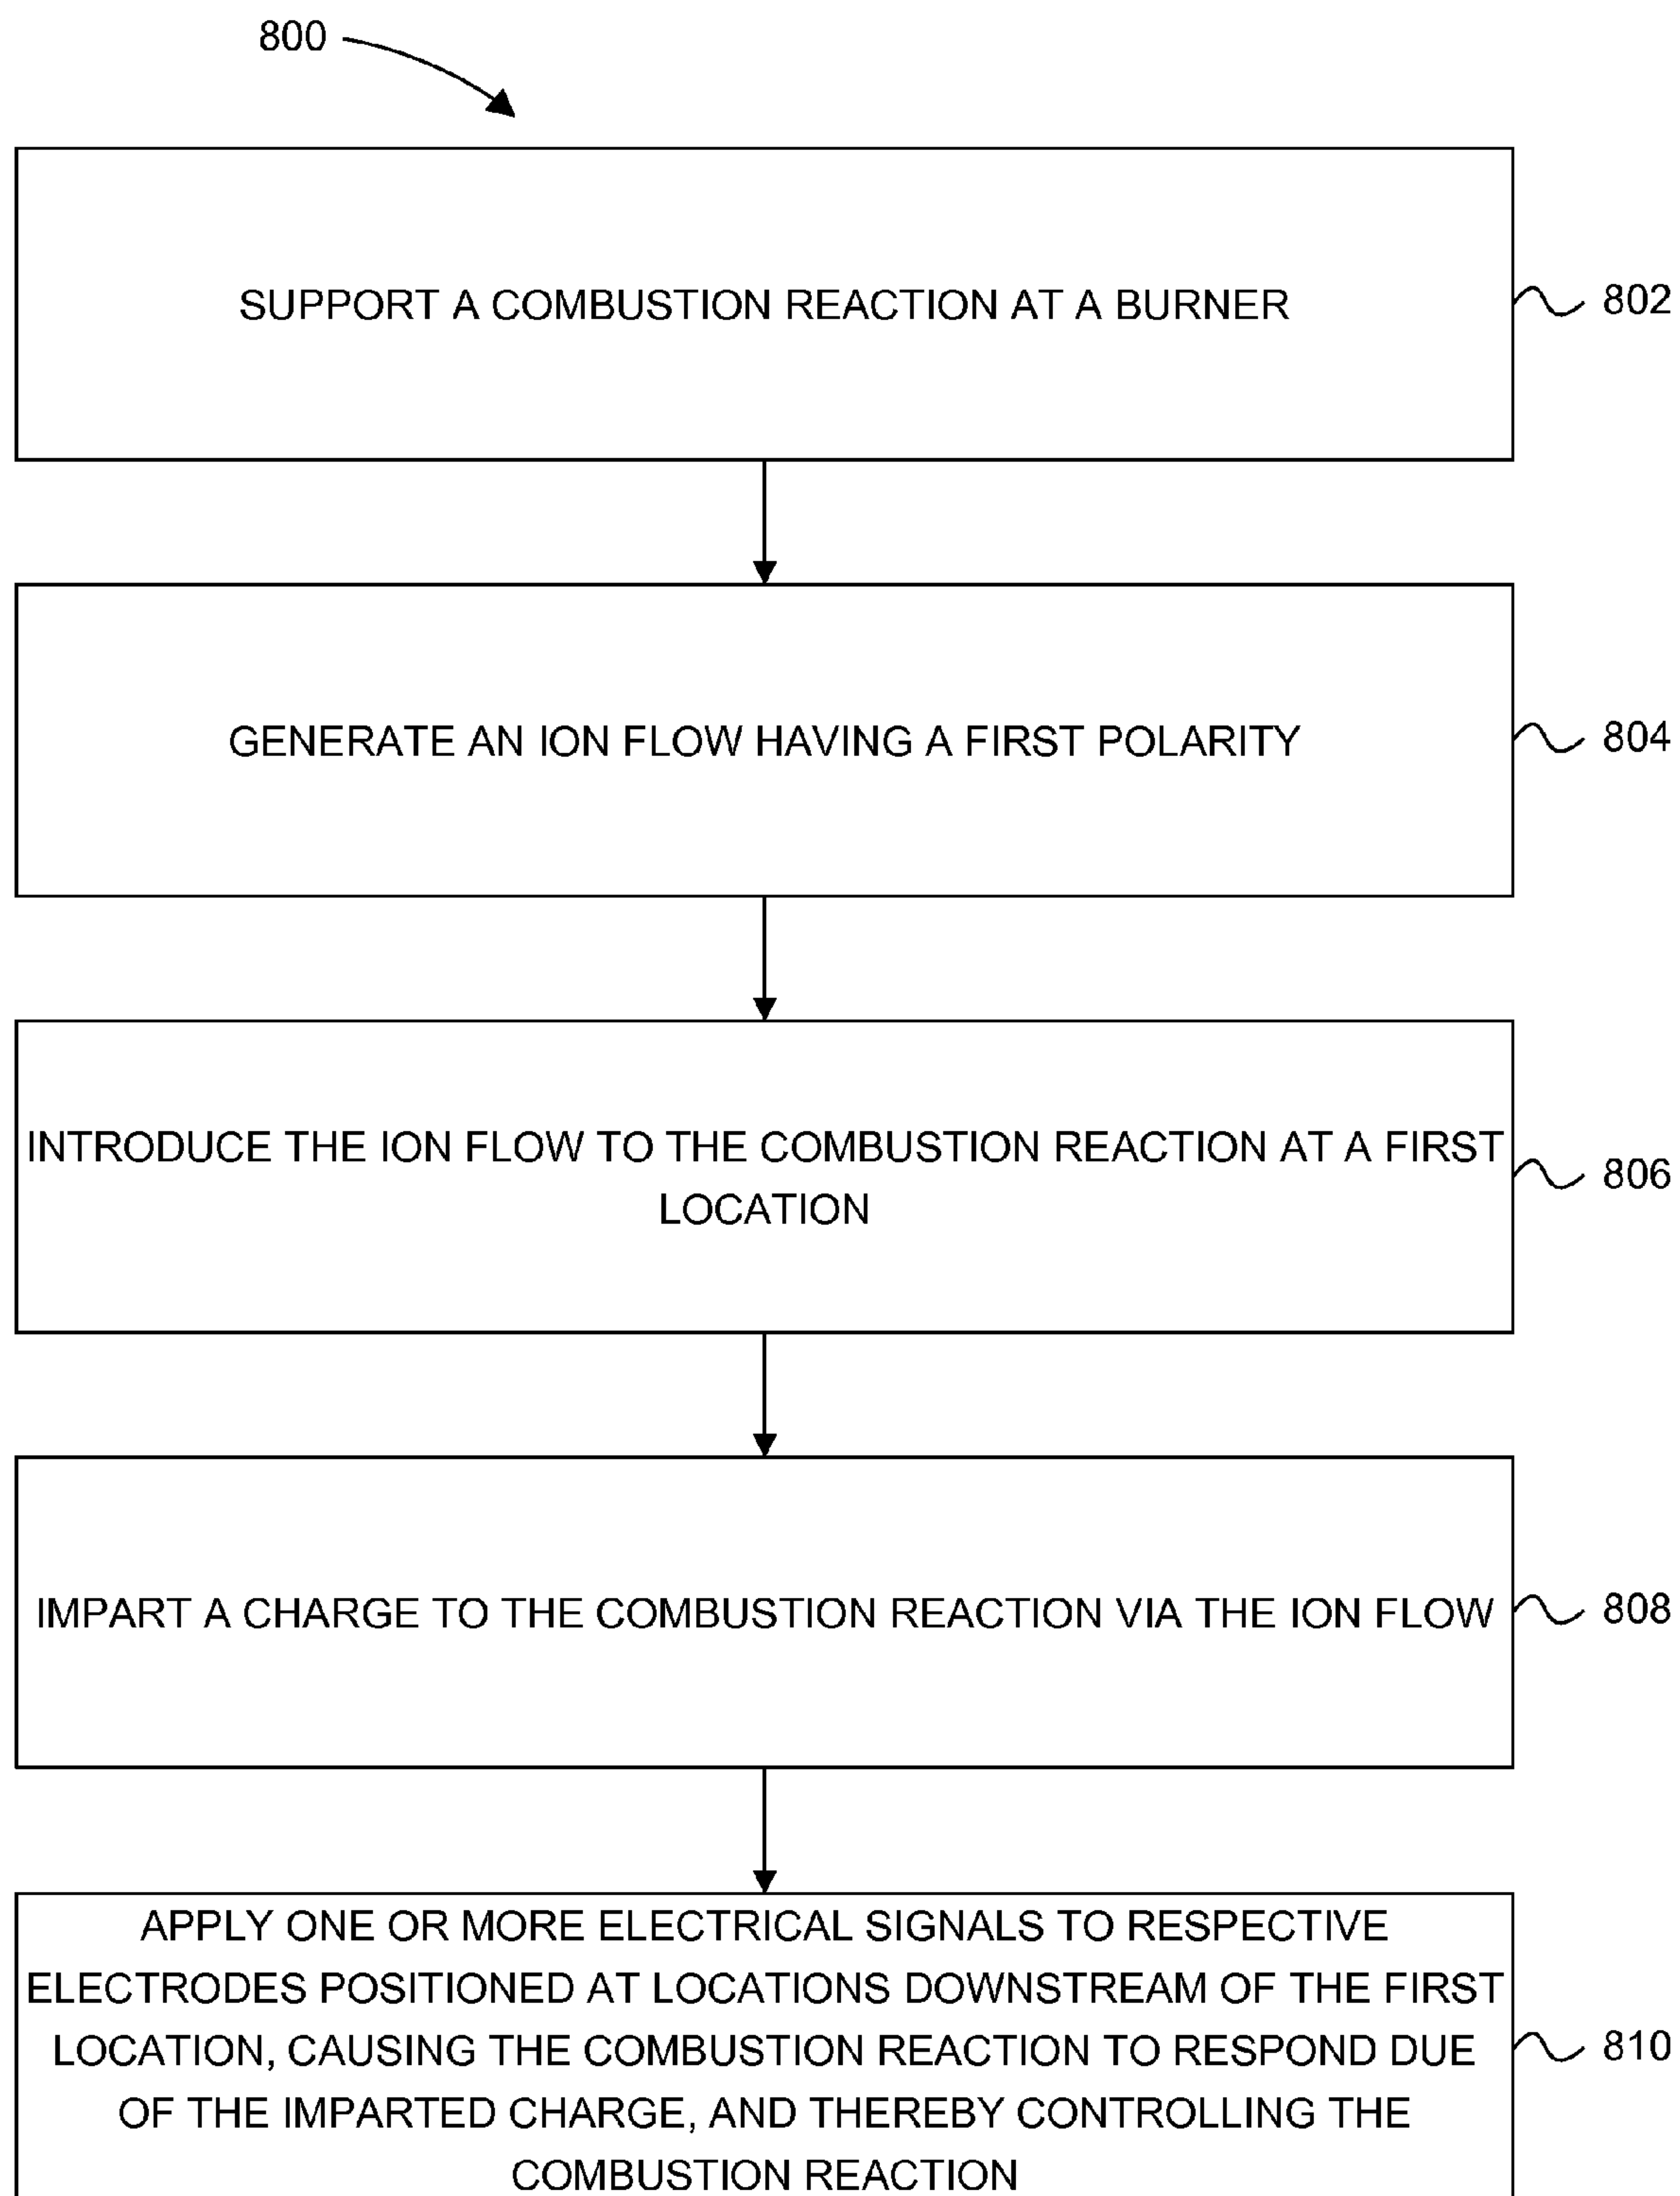 800
SUPPORT A COMBUSTION REACTION AT A BURNER
802
GENERATE AN ION FLOW HAVING A FIRST POLARITY
804
INTRODUCE THE ION FLOW TO THE COMBUSTION REACTION AT A FIRST
LOCATION
806
IMPART A CHARGE TO THE COMBUSTION REACTION VIA THE ION FLOW
808
APPLY ONE OR MORE ELECTRICAL SIGNALS TO RESPECTIVE
ELECTRODES POSITIONED AT LOCATIONS DOWNSTREAM OF THE FIRST
LOCATION, CAUSING THE COMBUSTION REACTION TO RESPOND DUE
OF THE IMPARTED CHARGE, AND THEREBY CONTROLLING THE
COMBUSTION REACTION
810